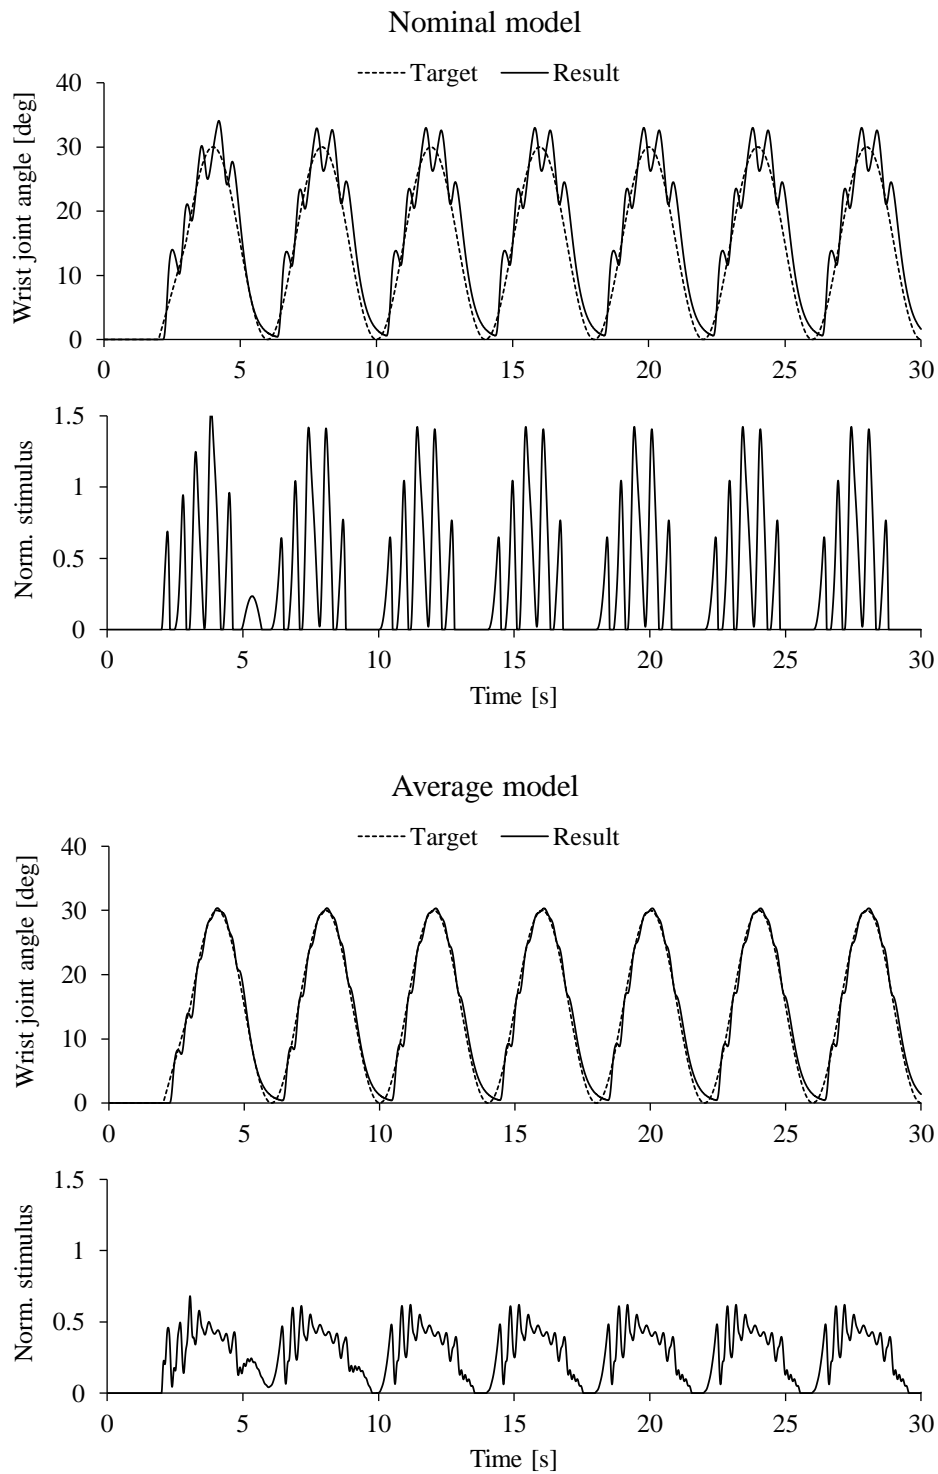 Nominal model
Target Result
Wrist joint angle [deg]
40
30
20
10
0
0 5 10 15 20 25 30
Norm. stimulus
1.5
1
0.5
0
0 5 10 15 20 25 30
Time [s]
Average model
Target Result
Wrist joint angle [deg]
40
30
20
10
0
0 5 10 15 20 25 30
Norm. stimulus
1.5
1
0.5
0
0 5 10 15 20 25 30
Time [s]